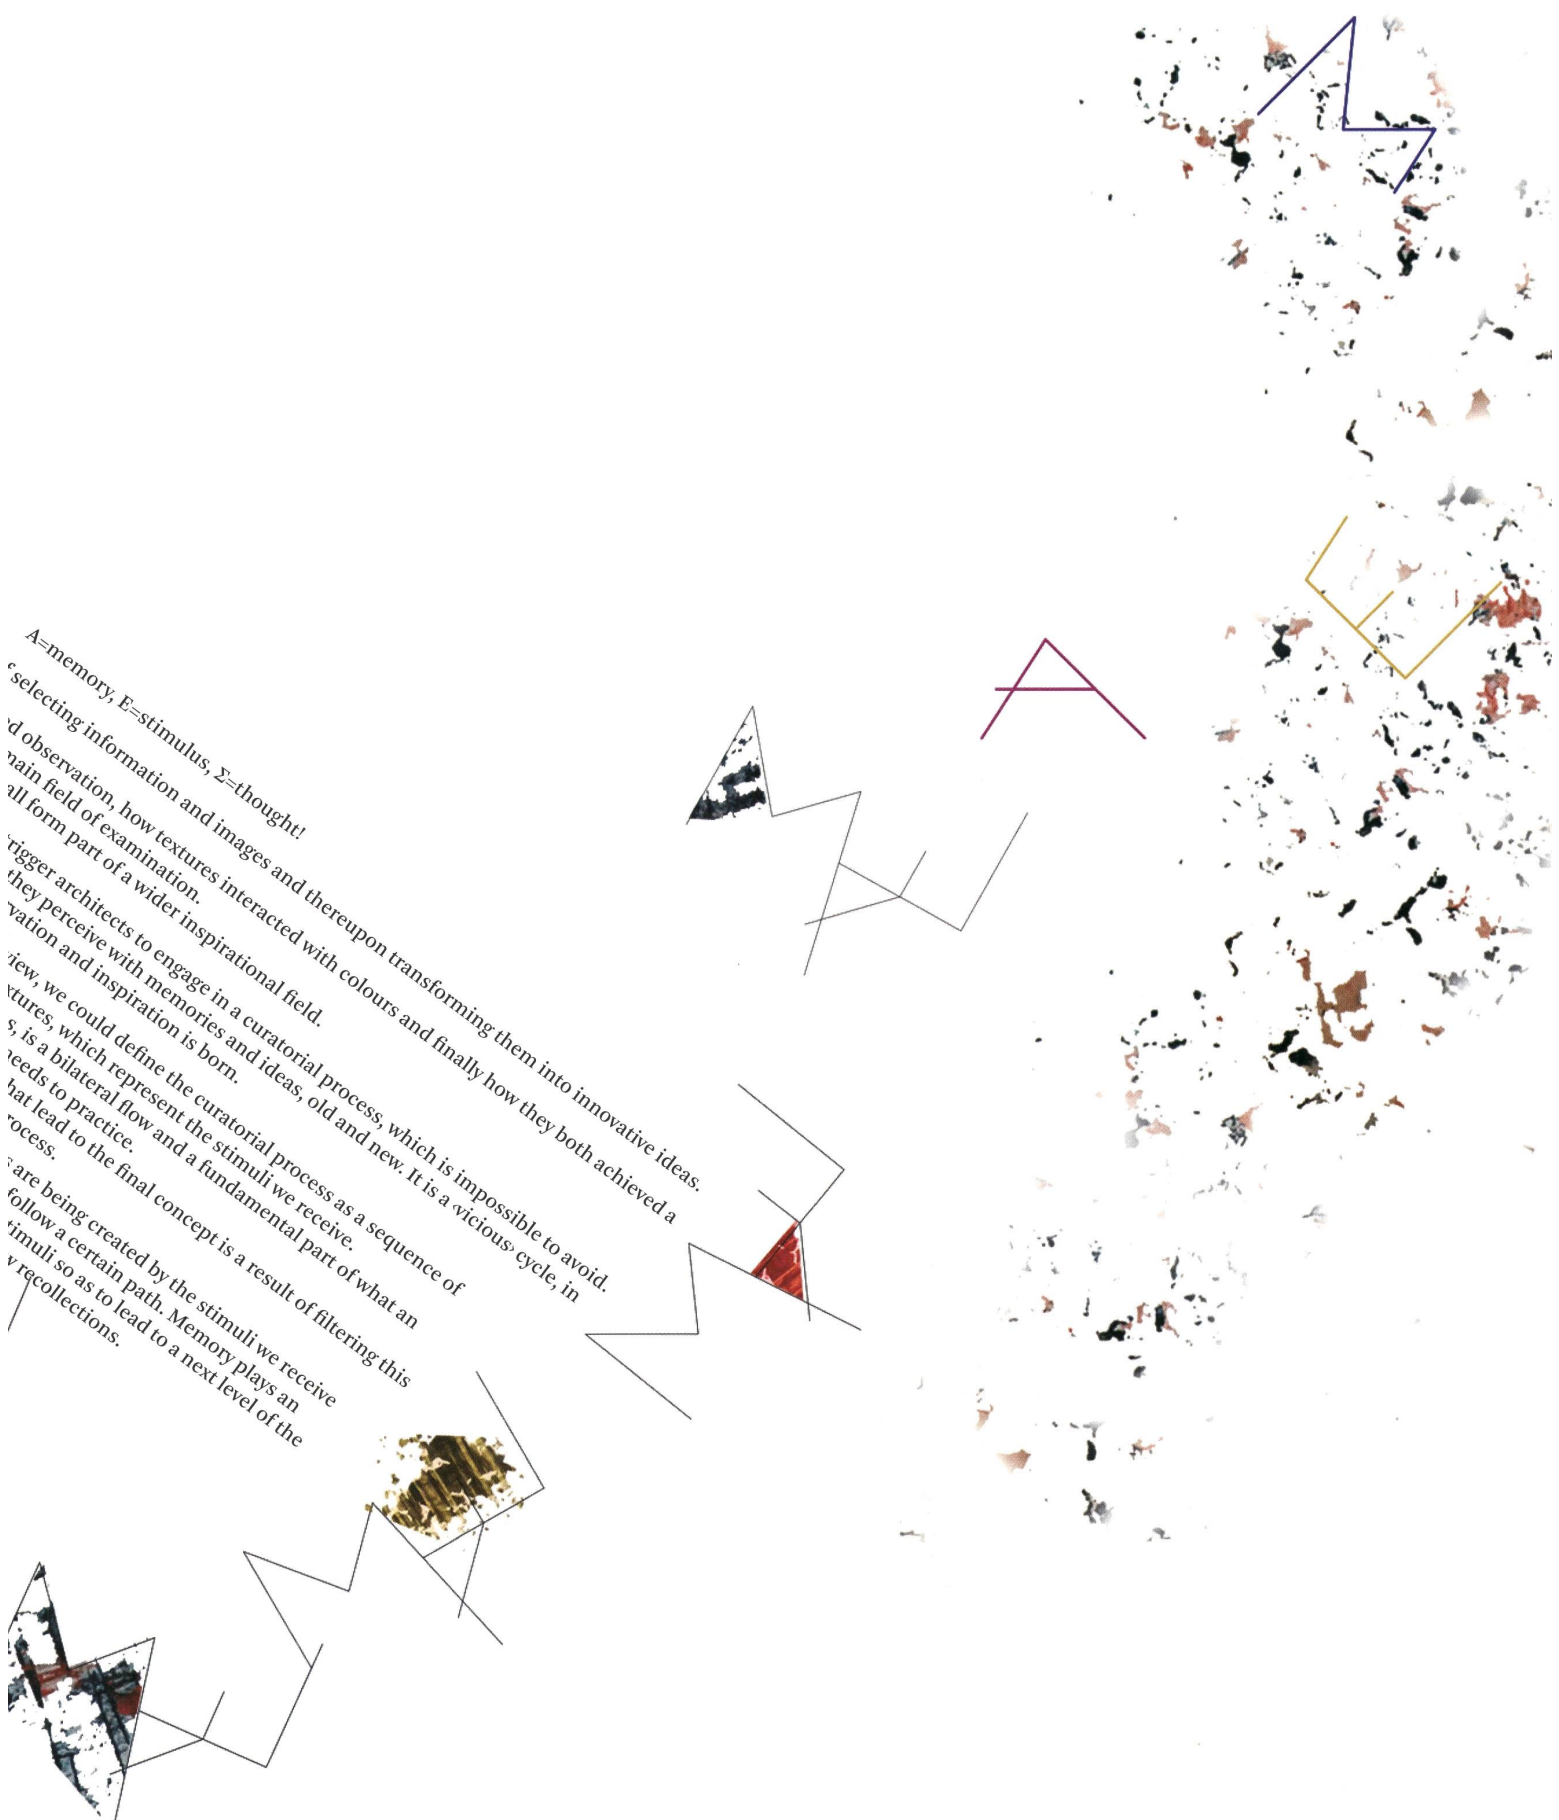 A=memory, E=stimulus, Σ=thought!
selecting information and images and thereupon transforming them into innovative ideas.
d observation, how textures interacted with colours and finally how they both achieved a
main field of examination.
all form part of a wider inspirational field.
trigger architects to engage in a curatorial process, which is impossible to avoid.
they perceive with memories and ideas, old and new. It is a ‹vicious› cycle, in
vation and inspiration is born.
view, we could define the curatorial process as a sequence of
xtures, which represent the stimuli we receive.
s, is a bilateral flow and a fundamental part of what an
needs to practice.
hat lead to the final concept is a result of filtering this
rocess.
s are being created by the stimuli we receive
follow a certain path. Memory plays an
timuli so as to lead to a next level of the
w recollections.
Σ
A
E